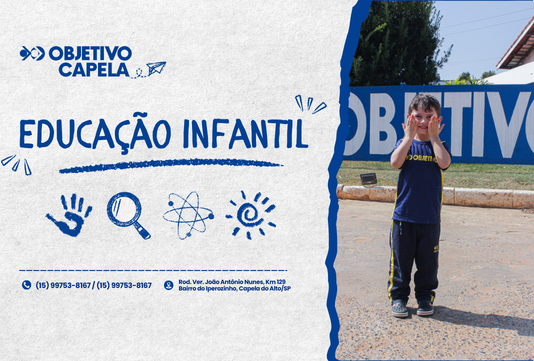 OBJETIVO
CAPELA
EDUCAÇÃO INFANTIL
(15) 99753-8167 / (15) 99753-8167
Rod. Ver. João Antônio Nunes, Km 129
Bairro do Iperozinho, Capela do Alto/SP
OBJETIVO
OBJETIVO